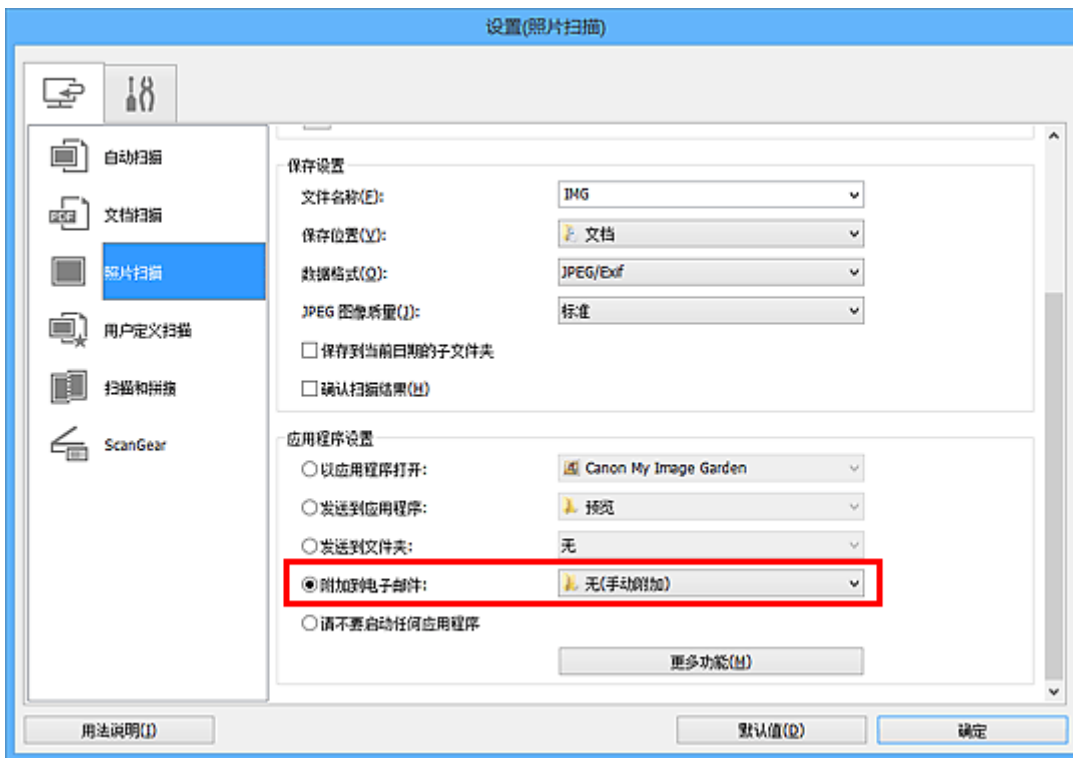 设置(照片扫描)
自动扫描
PDF
文档扫描
照片扫描
用户定义扫描
扫描和拼接
ScanGear
保存设置
文件名称(F): IMG
保存位置(V): 文档
数据格式(O): JPEG/Exif
JPEG 图像质量(J): 标准
保存到当前日期的子文件夹
确认扫描结果(H)
应用程序设置
以应用程序打开: Canon My Image Garden
发送到应用程序: 预览
发送到文件夹: 无
附加到电子邮件: 无(手动附加)
请不要启动任何应用程序
更多功能(M)
用法说明(I) 默认值(D) 确定